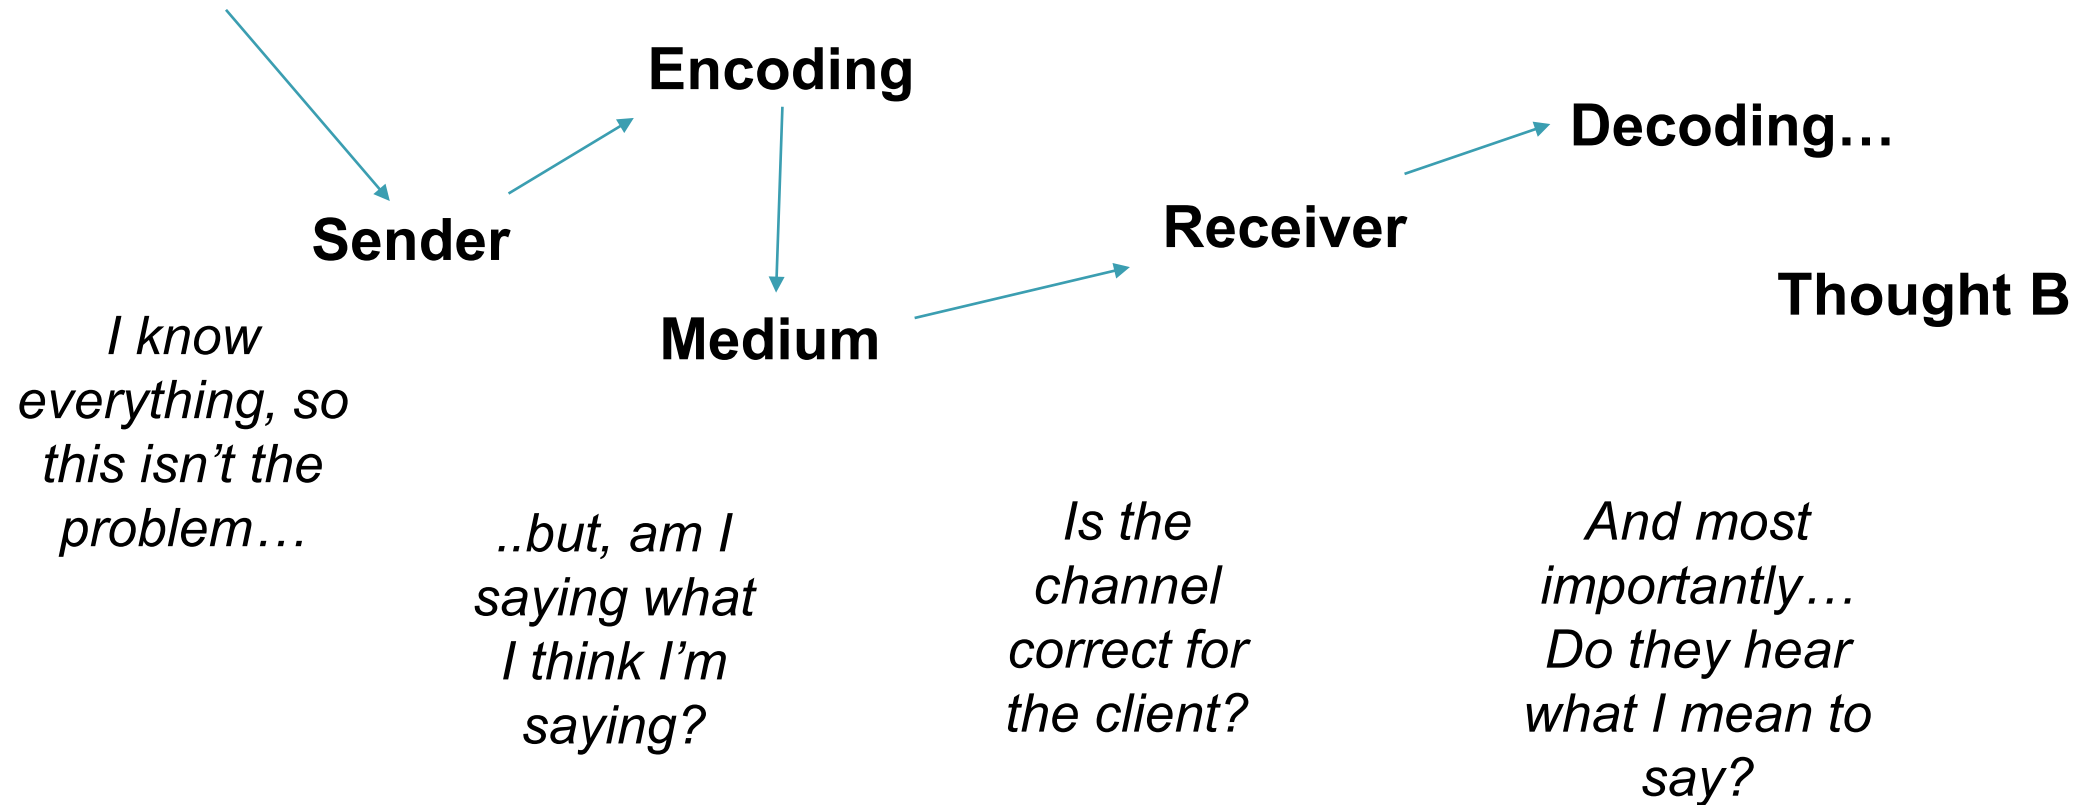 Encoding
Decoding…
Sender
Receiver
Thought B
Medium
I know
everything, so
this isn’t the
problem…
..but, am I
saying what
I think I’m
saying?
Is the
channel
correct for
the client?
And most
importantly…
Do they hear
what I mean to
say?